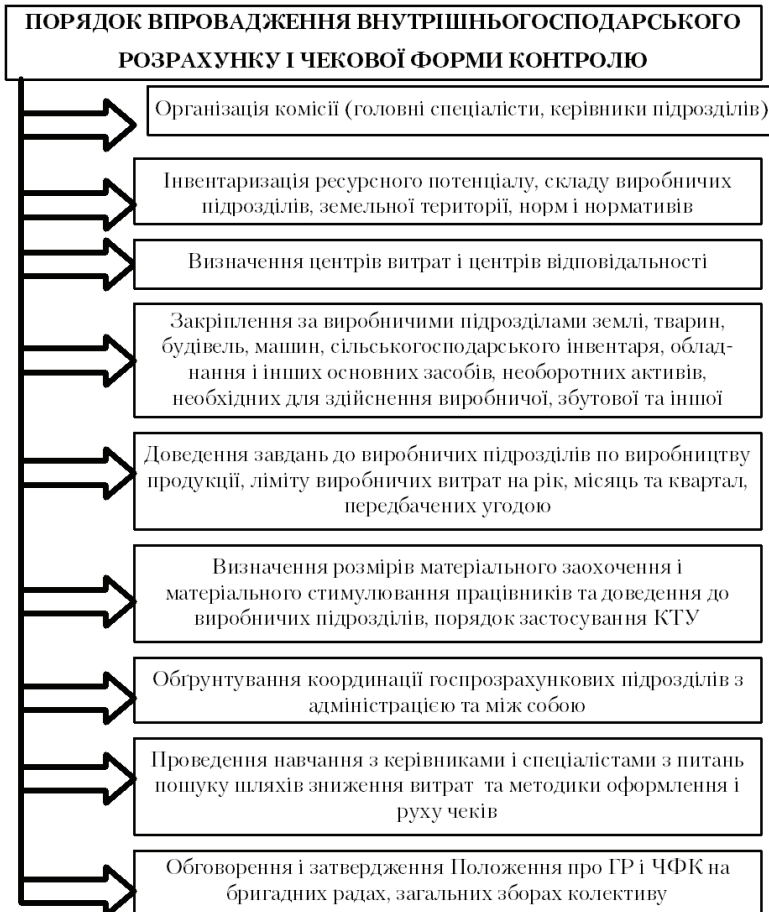 ПОРЯДОК ВПРОВАДЖЕННЯ ВНУТРІШНЬОГОСПОДАРСЬКОГО
РОЗРАХУНКУ І ЧЕКОВОЇ ФОРМИ КОНТРОЛЮ
Організація комісії (головні спеціалісти, керівники підрозділів)
Інвентаризація ресурсного потенціалу, складу виробничих
підрозділів, земельної території, норм і нормативів
Визначення центрів витрат і центрів відповідальності
Закріплення за виробничими підрозділами землі, тварин,
будівель, машин, сільськогосподарського інвентаря, облад-
нання і інших основних засобів, необоротних активів,
необхідних для здійснення виробничої, збутової та іншої
Доведення завдань до виробничих підрозділів по виробництву
продукції, ліміту виробничих витрат на рік, місяць та квартал,
передбачених угодою
Визначення розмірів матеріального заохочення і
матеріального стимулювання працівників та доведення до
виробничих підрозділів, порядок застосування КТУ
Обґрунтування координації госпрозрахункових підрозділів з
адміністрацією та між собою
Проведення навчання з керівниками і спеціалістами з питань
пошуку шляхів зниження витрат та методики оформлення і
руху чеків
Обговорення і затвердження Положення про ГР і ЧФК на
бригадних радах, загальних зборах колективу